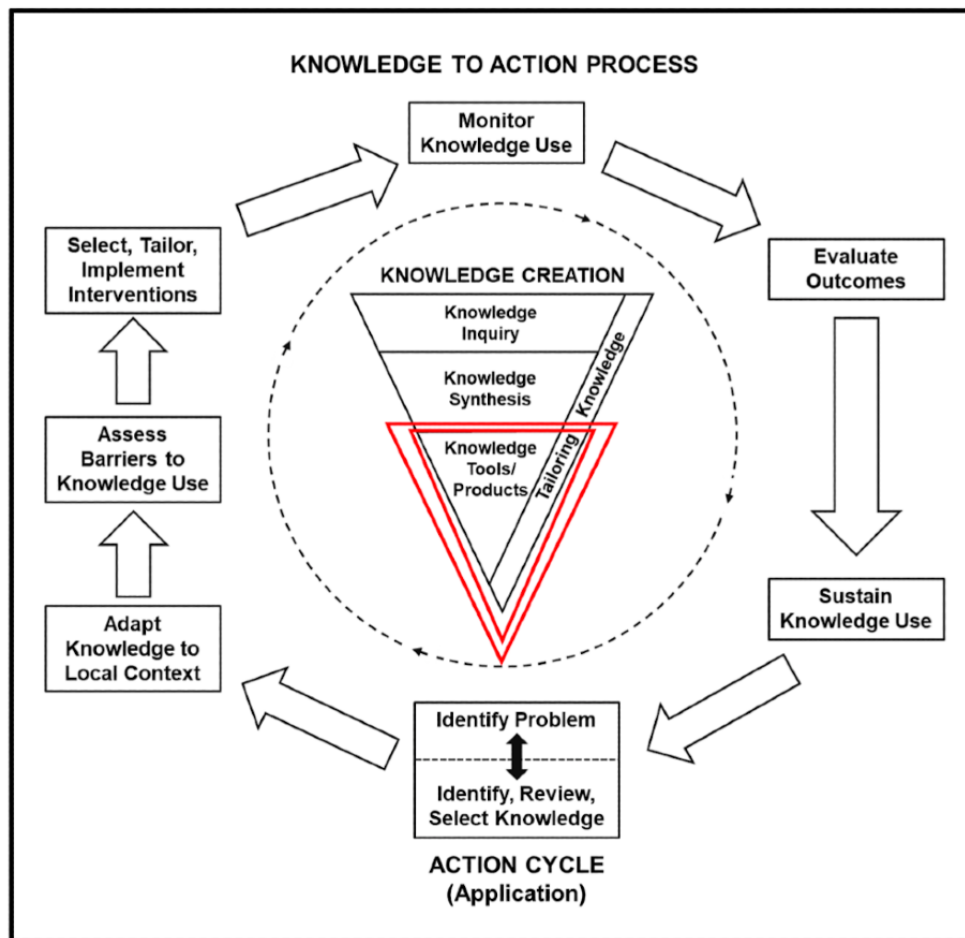 KNOWLEDGE TO ACTION PROCESS
Monitor
Knowledge Use
Select, Tailor,
Implement
Interventions
Evaluate
Outcomes
KNOWLEDGE CREATION
Knowledge
Inquiry
Knowledge
Synthesis
Knowledge
Tools/
Products
Tailoring Knowledge
Assess
Barriers to
Knowledge Use
Adapt
Knowledge to
Local Context
Sustain
Knowledge Use
Identify Problem
Identify, Review,
Select Knowledge
ACTION CYCLE
(Application)